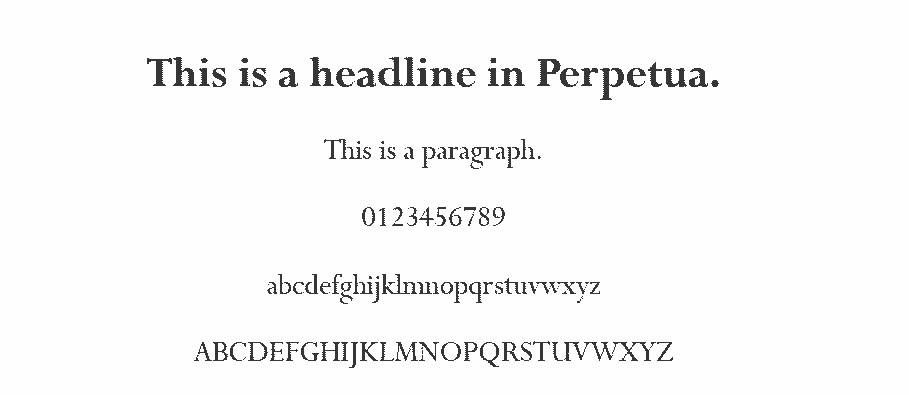 This is a headline in Perpetua.
This is a paragraph.
0123456789
abcdefghijklmnopqrstuvwxyz
ABCDEFGHIJKLMNOPQRSTUVWXYZ